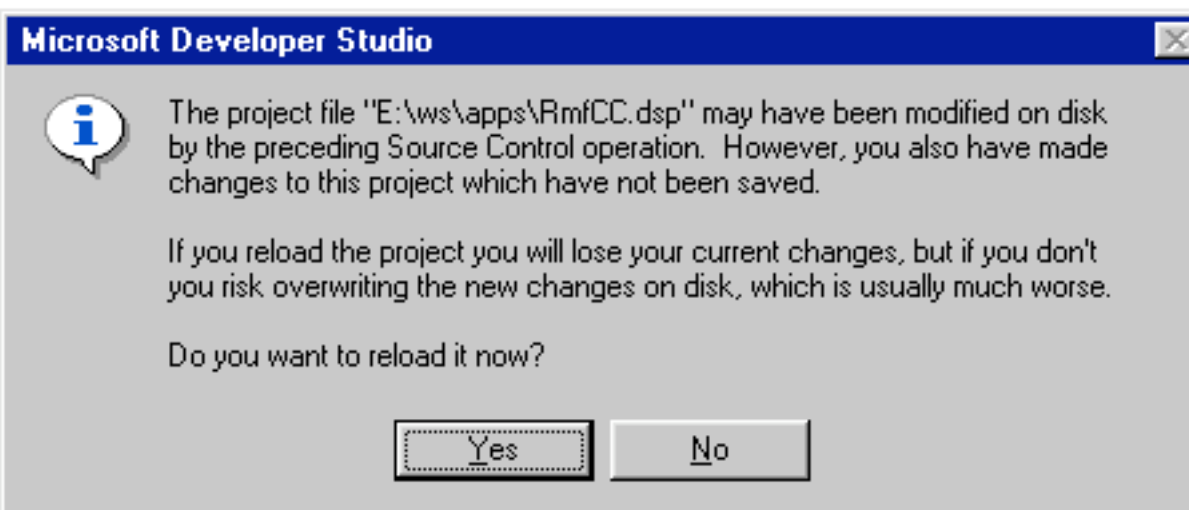 Microsoft Developer Studio
The project file "E:\ws\apps\RmfCC.dsp" may have been modified on disk
by the preceding Source Control operation.  However, you also have made
changes to this project which have not been saved.
If you reload the project you will lose your current changes, but if you don't
you risk overwriting the new changes on disk, which is usually much worse.
Do you want to reload it now?
Yes No